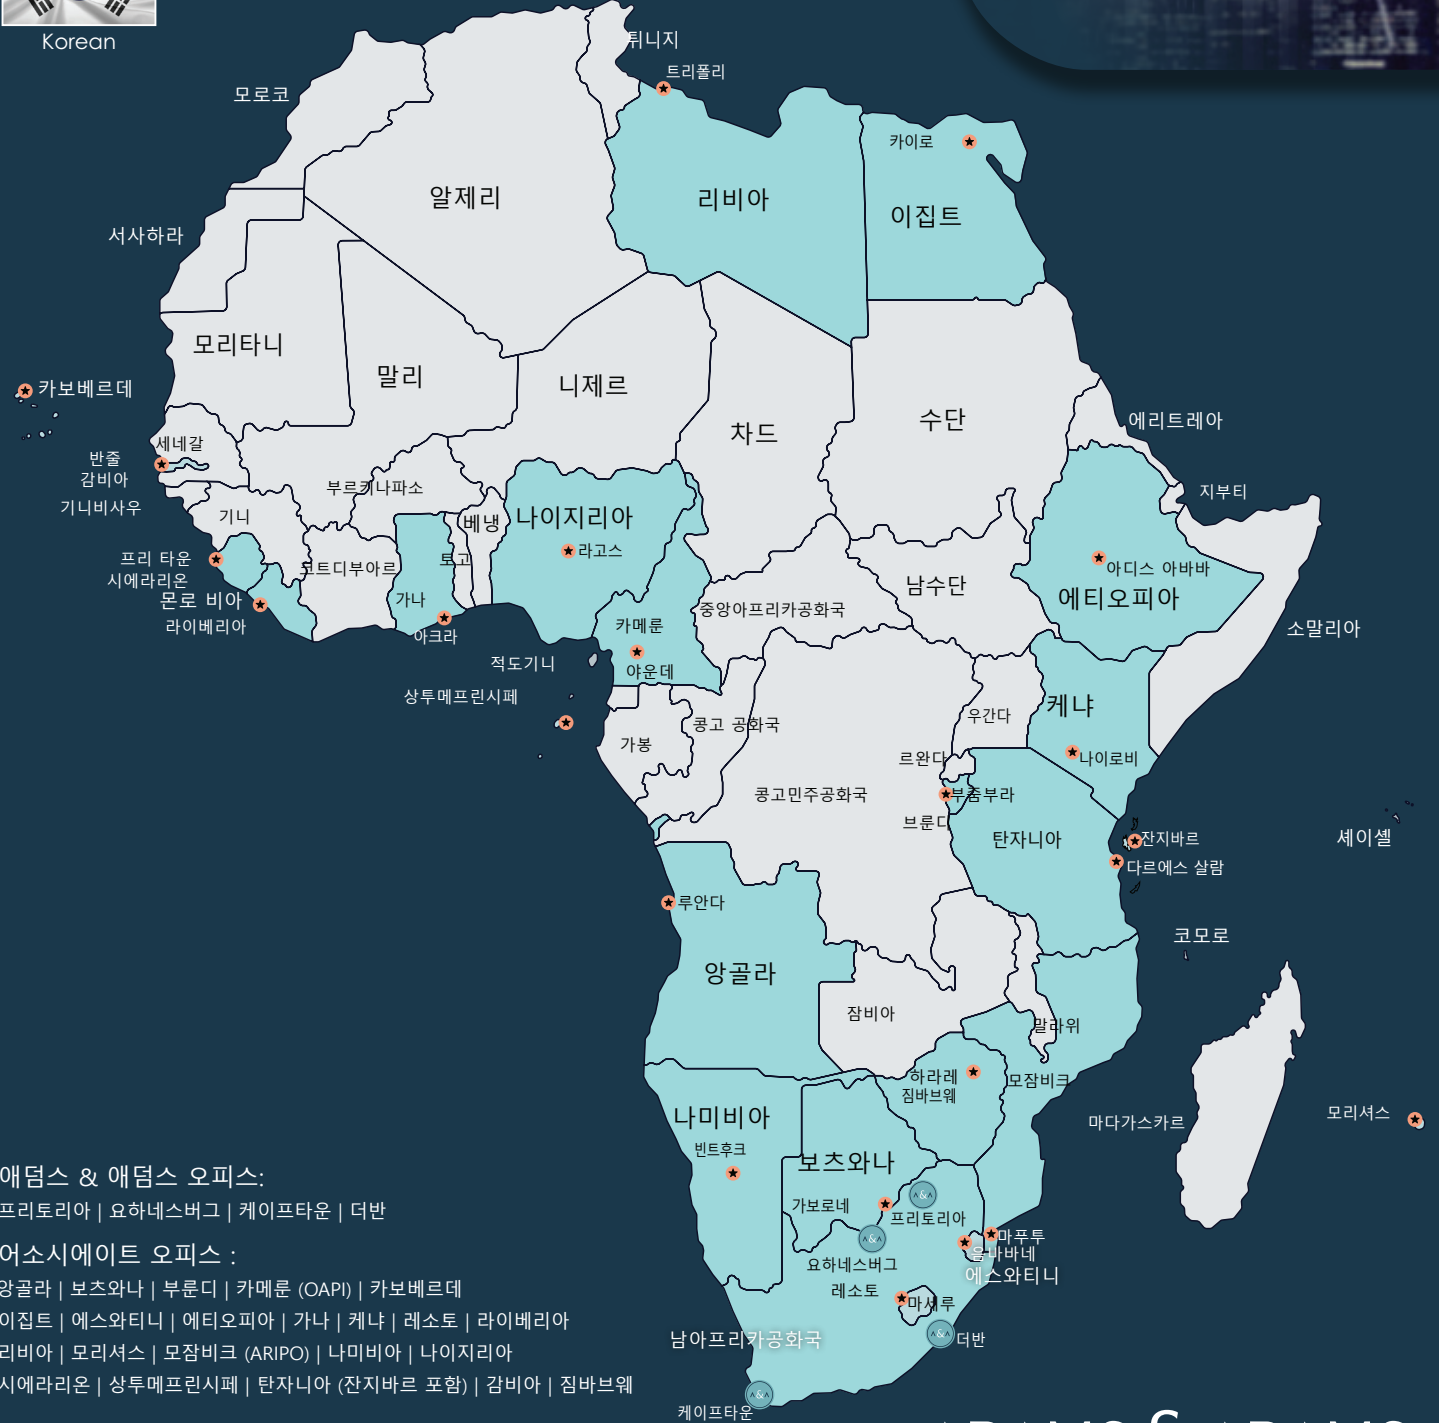 Korean
튀니지
트리폴리
모로코
카이로
알제리
리비아
이집트
서사하라
모리타니
말리
니제르
카보베르데
차드
수단
에리트레아
세네갈
반줄
감비아
부르키나파소
지부티
기니비사우
기니
베냉
나이지리아
라고스
프리 타운
시에라리온
코트디부아르
토고
아디스 아바바
남수단
에티오피아
몬로 비아
가나
중앙아프리카공화국
라이베리아
아크라
카메룬
소말리아
적도기니
야운데
상투메프린시페
케냐
우간다
콩고 공화국
가봉
르완다
나이로비
콩고민주공화국
부줌부라
브룬디
탄자니아
잔지바르
세이셸
다르에스 살람
루안다
코모로
앙골라
잠비아
말라위
하라레
모잠비크
짐바브웨
나미비아
모리셔스
마다가스카르
빈트후크
보츠와나
가보로네
^&^
프리토리아
^&^
마푸투
음바바네
요하네스버그
에스와티니
레소토
마세루
남아프리카공화국
^&^
더반
^&^
케이프타운
애덤스 & 애덤스 오피스:
프리토리아 | 요하네스버그 | 케이프타운 | 더반
어소시에이트 오피스 :
앙골라 | 보츠와나 | 부룬디 | 카메룬 (OAPI) | 카보베르데
이집트 | 에스와티니 | 에티오피아 | 가나 | 케냐 | 레소토 | 라이베리아
리비아 | 모리셔스 | 모잠비크 (ARIPO) | 나미비아 | 나이지리아
시에라리온 | 상투메프린시페 | 탄자니아 (잔지바르 포함) | 감비아 | 짐바브웨